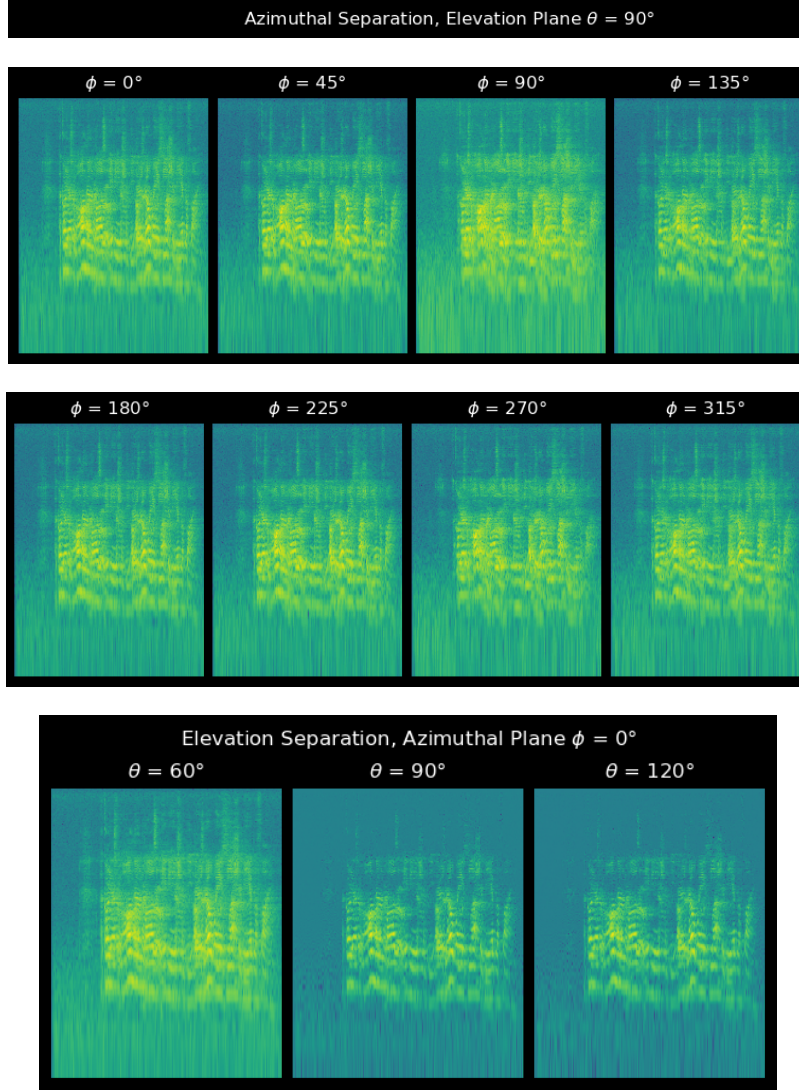 Azimuthal Separation, Elevation Plane θ = 90°
ϕ = 0° ϕ = 45° ϕ = 90° ϕ = 135°
ϕ = 180° ϕ = 225° ϕ = 270° ϕ = 315°
Elevation Separation, Azimuthal Plane ϕ = 0°
θ = 60° θ = 90° θ = 120°